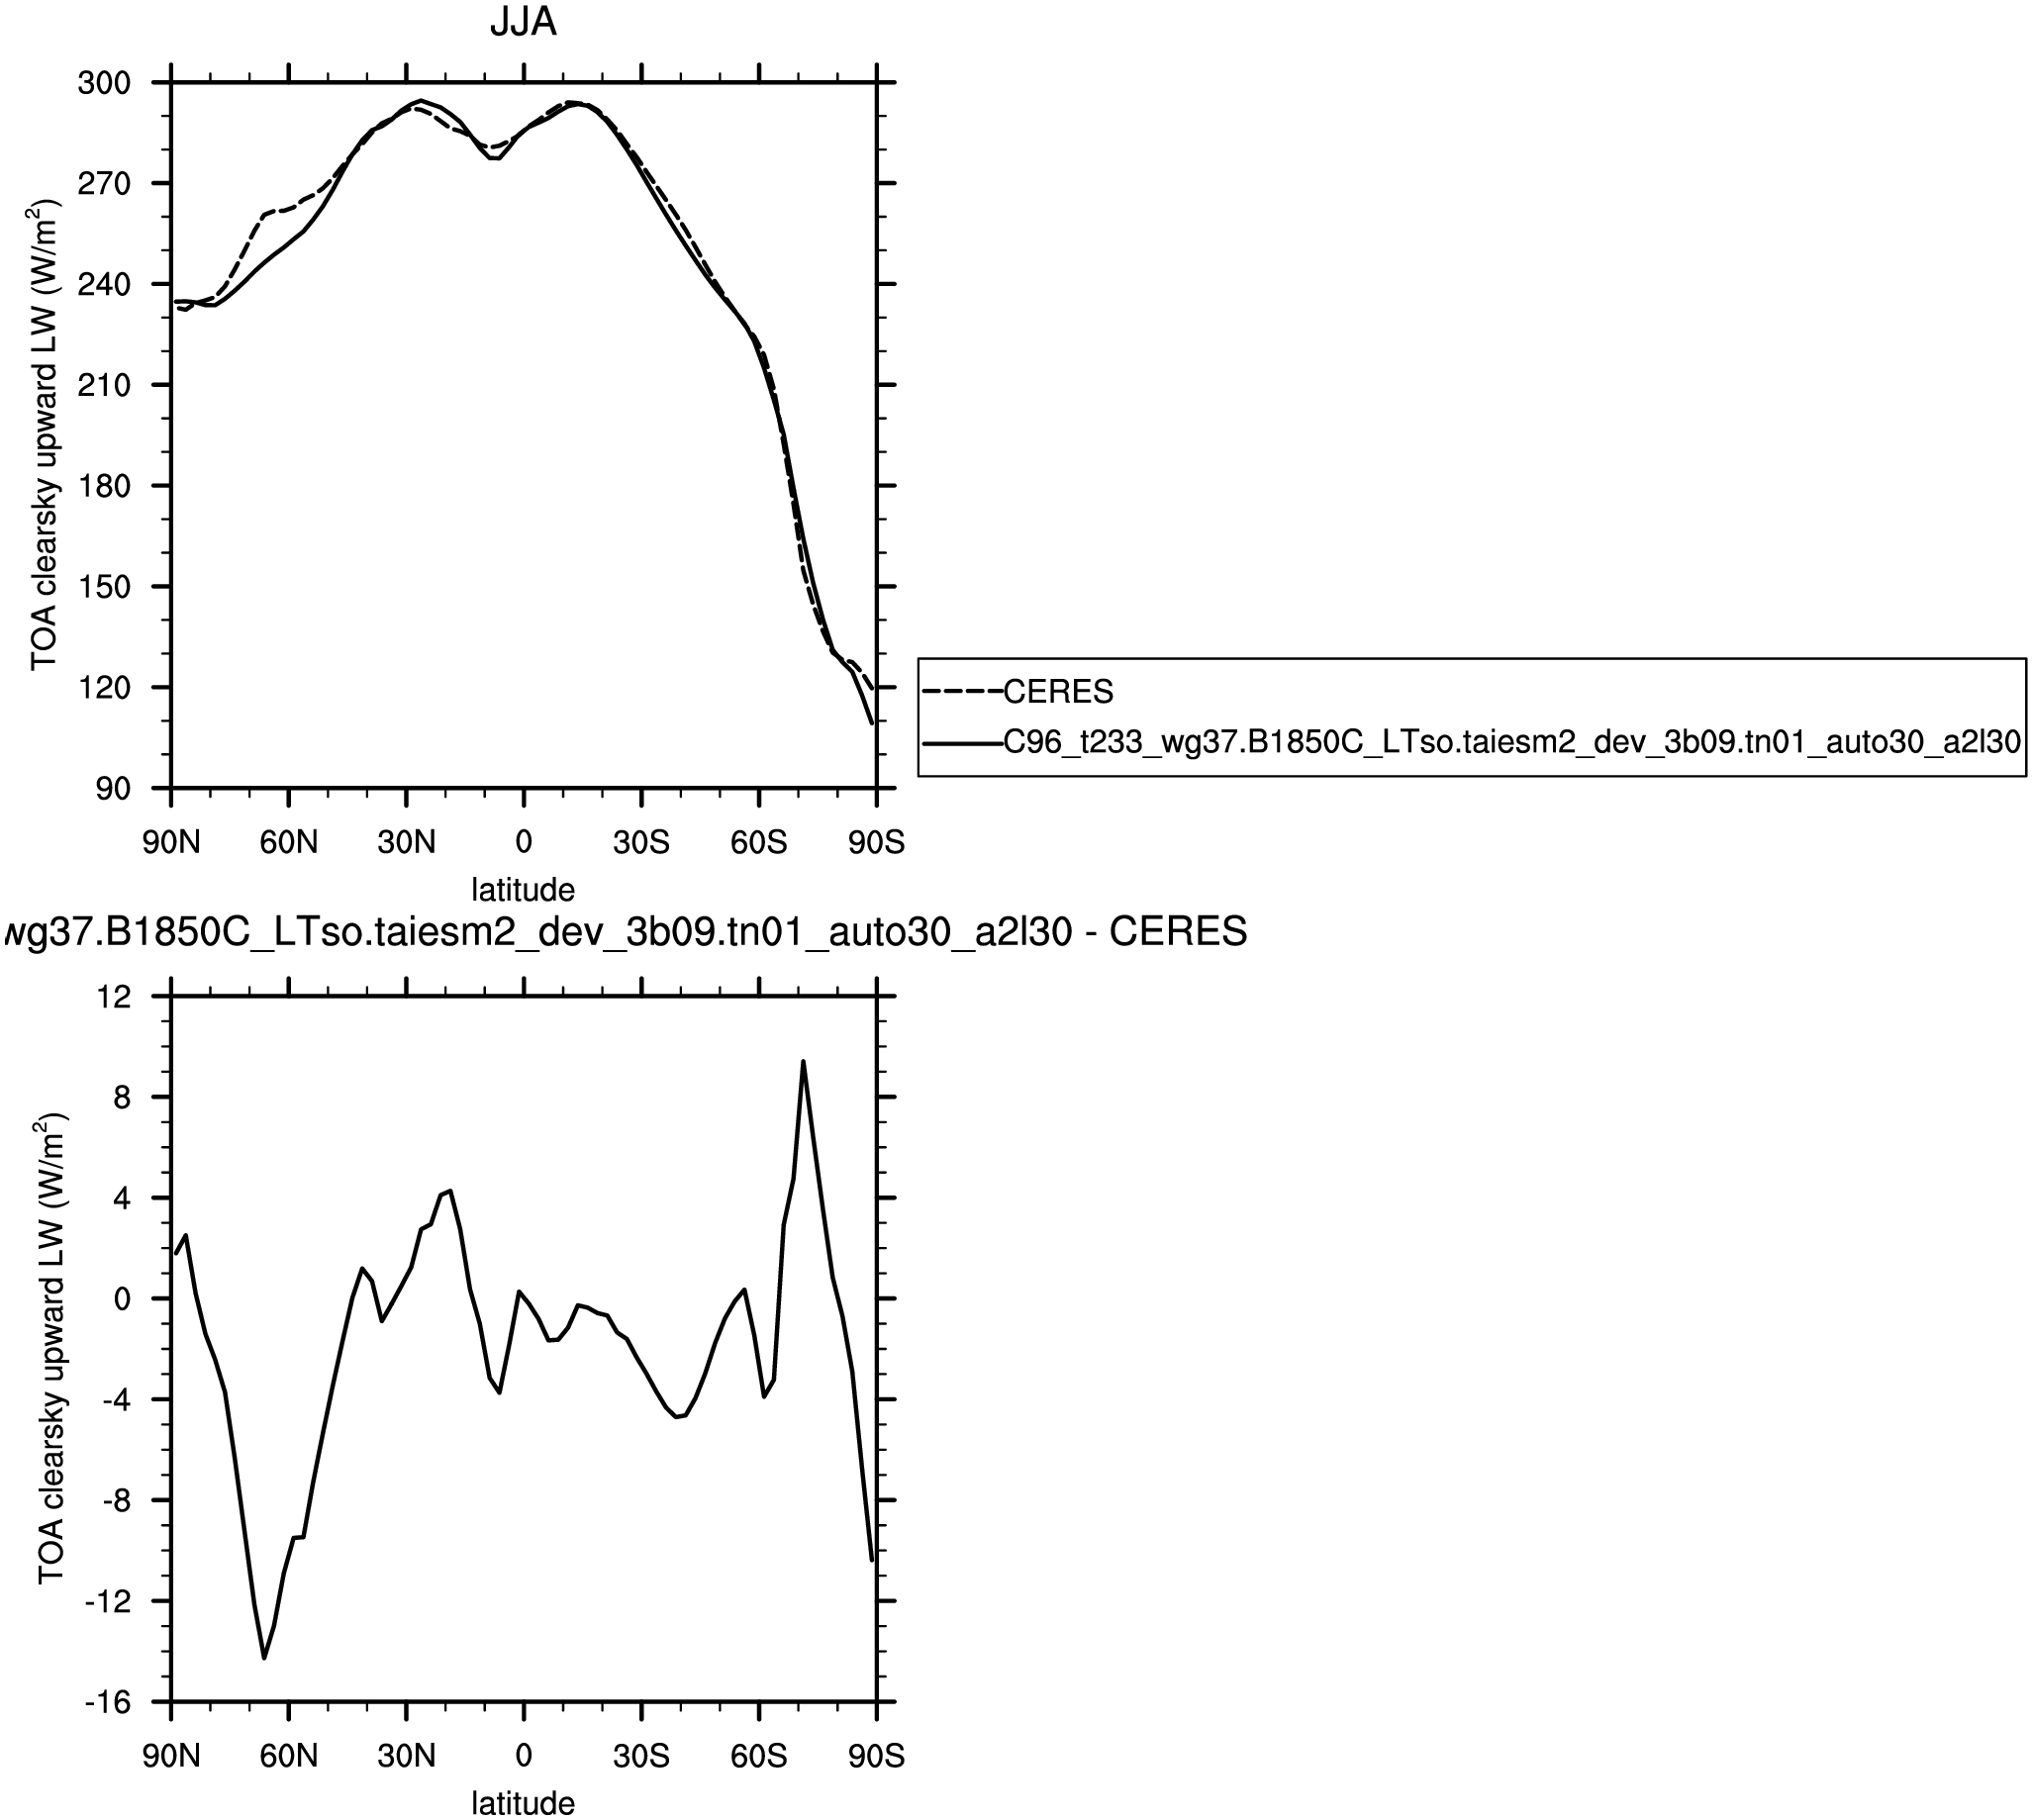 JJA
TOA clearsky upward LW (W/m²)
300
270
240
210
180
150
120
90
90N 60N 30N 0 30S 60S 90S
latitude
CERES
C96_t233_wg37.B1850C_LTso.taiesm2_dev_3b09.tn01_auto30_a2l30
wg37.B1850C_LTso.taiesm2_dev_3b09.tn01_auto30_a2l30 - CERES
TOA clearsky upward LW (W/m²)
12
8
4
0
-4
-8
-12
-16
90N 60N 30N 0 30S 60S 90S
latitude